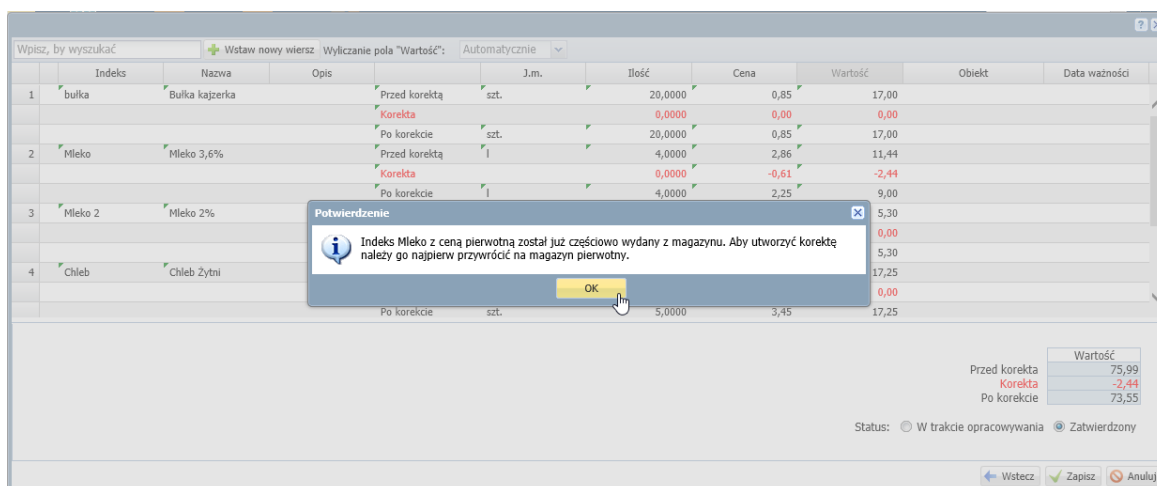 Wpisz, by wyszukać Wstaw nowy wiersz Wyliczanie pola "Wartość": Automatycznie
Indeks Nazwa Opis J.m. Ilość Cena Wartość Obiekt Data ważności
1 bułka Bułka kajzerka Przed korektą szt. 20,0000 0,85 17,00
Korekta 0,0000 0,00 0,00
Po korekcie szt. 20,0000 0,85 17,00
2 Mleko Mleko 3,6% Przed korektą l 4,0000 2,86 11,44
Korekta 0,0000 -0,61 -2,44
Po korekcie l 4,0000 2,25 9,00
3 Mleko 2 Mleko 2% 5,30
0,00
5,30
4 Chleb Chleb Żytni 17,25
0,00
Po korekcie szt. 5,0000 3,45 17,25
Potwierdzenie
Indeks Mleko z ceną pierwotną został już częściowo wydany z magazynu. Aby utworzyć korektę
należy go najpierw przywrócić na magazyn pierwotny.
OK
Wartość
Przed korekta 75,99
Korekta -2,44
Po korekcie 73,55
Status: W trakcie opracowywania Zatwierdzony
Wstecz Zapisz Anuluj